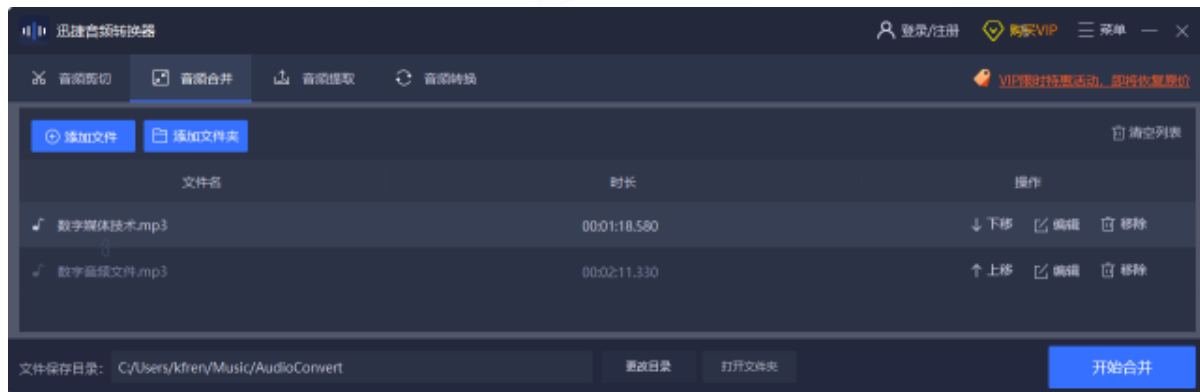 迅捷音频转换器 登录/注册 购买VIP 菜单
音频剪切 音频合并 音频提取 音频转换 VIP限时特惠活动，即将恢复原价
添加文件 添加文件夹 清空列表
文件名 时长 操作
数字媒体技术.mp3 00:01:18.580 下移 编辑 移除
数字音频文件.mp3 00:02:11.330 上移 编辑 移除
文件保存目录： C:/Users/kfren/Music/AudioConvert 更改目录 打开文件夹 开始合并